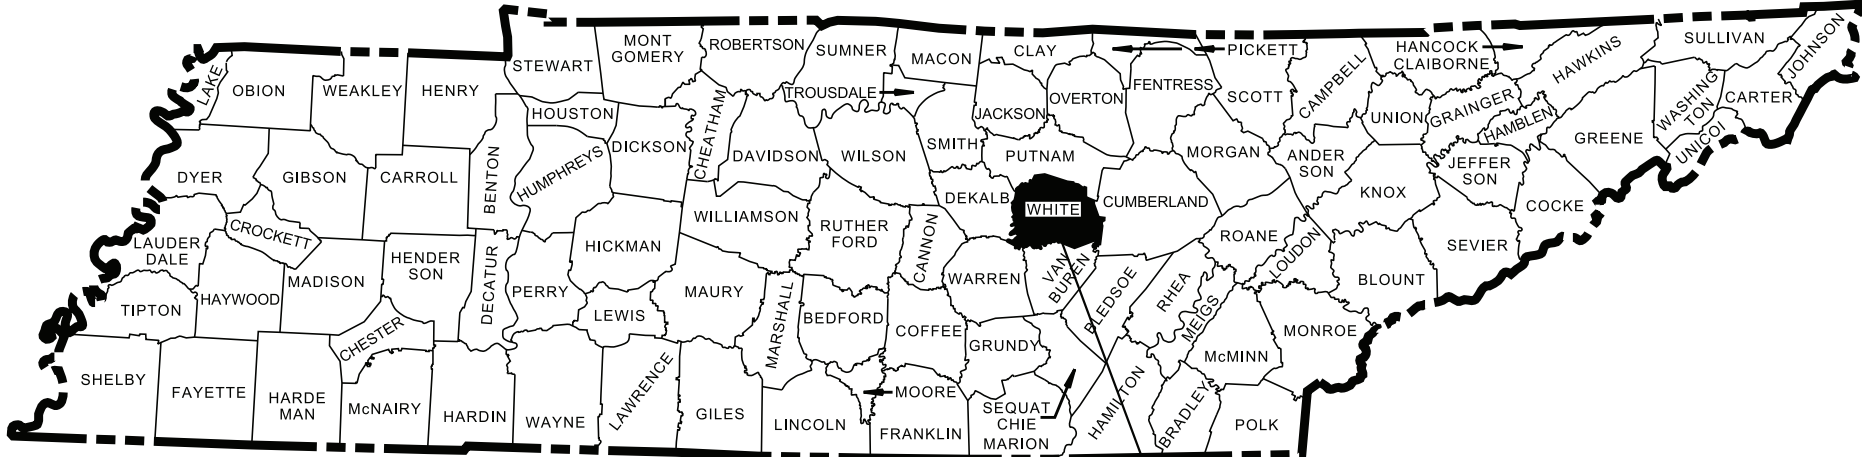 MONT
GOMERY
ROBERTSON
SUMNER
MACON
CLAY
PICKETT
HANCOCK
CLAIBORNE
HAWKINS
SULLIVAN
JOHNSON
STEWART
LAKE
OBION
WEAKLEY
HENRY
HOUSTON
CHEATHAM
TROUSDALE
JACKSON
OVERTON
FENTRESS
SCOTT
CAMPBELL
UNION
GRAINGER
HAMBLEN
GREENE
WASHING
TON
CARTER
UNICOI
DYER
GIBSON
CARROLL
BENTON
HUMPHREYS
DICKSON
DAVIDSON
WILSON
SMITH
PUTNAM
MORGAN
ANDER
SON
KNOX
JEFFER
SON
COCKE
DEKALB
WHITE
CUMBERLAND
LAUDER
DALE
CROCKETT
MADISON
HENDER
SON
DECATUR
PERRY
HICKMAN
WILLIAMSON
RUTHER
FORD
CANNON
WARREN
VAN
BUREN
BLEDSOE
RHEA
MEIGS
ROANE
LOUDON
BLOUNT
SEVIER
TIPTON
HAYWOOD
CHESTER
LEWIS
MAURY
MARSHALL
BEDFORD
COFFEE
GRUNDY
McMINN
MONROE
SHELBY
FAYETTE
HARDE
MAN
McNAIRY
HARDIN
WAYNE
LAWRENCE
GILES
LINCOLN
MOORE
FRANKLIN
SEQUAT
CHIE
MARION
HAMILTON
BRADLEY
POLK